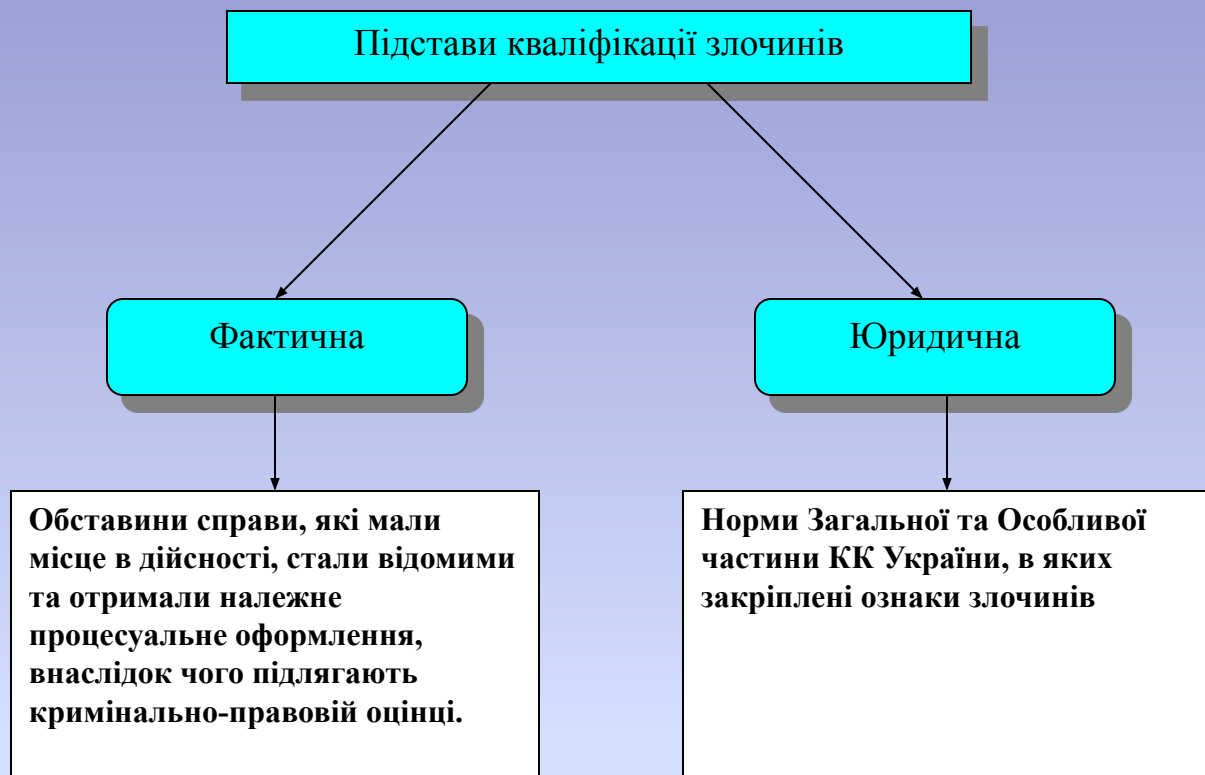 Підстави кваліфікації злочинів
Фактична
Юридична
Обставини справи, які мали
місце в дійсності, стали відомими
та отримали належне
процесуальне оформлення,
внаслідок чого підлягають
кримінально-правовій оцінці.
Норми Загальної та Особливої
частини КК України, в яких
закріплені ознаки злочинів